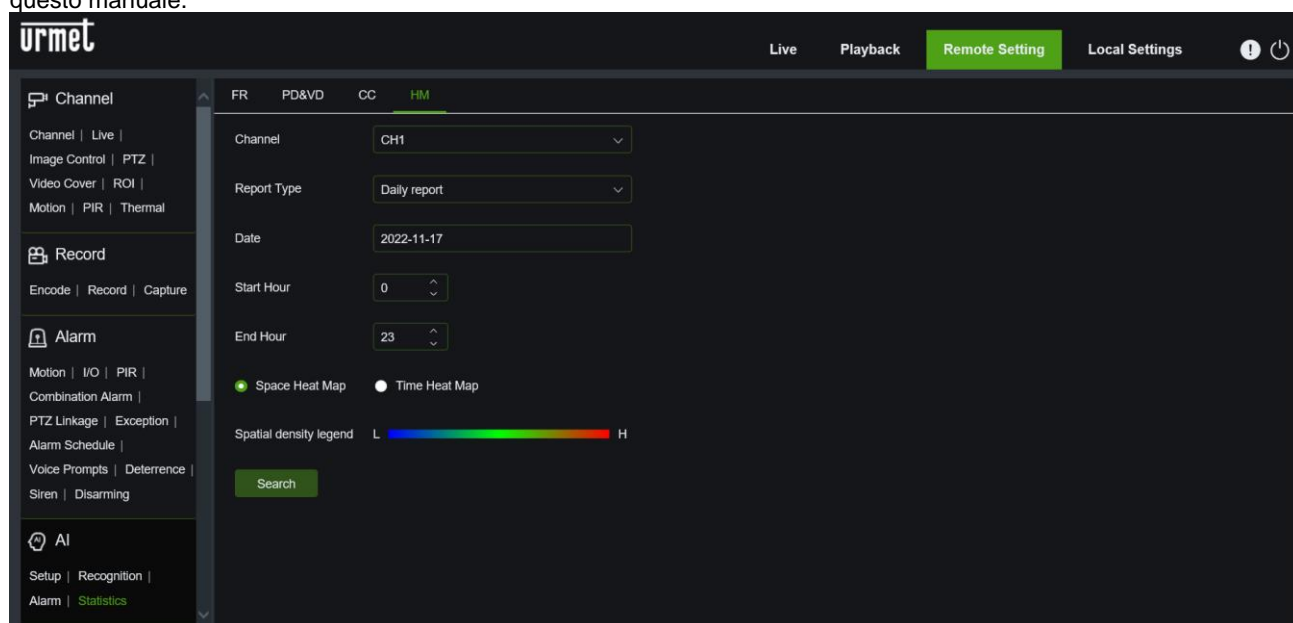 questo manuale.
urmet
Live Playback Remote Setting Local Settings
Channel
Channel | Live |
Image Control | PTZ |
Video Cover | ROI |
Motion | PIR | Thermal
Record
Encode | Record | Capture
Alarm
Motion | I/O | PIR |
Combination Alarm |
PTZ Linkage | Exception |
Alarm Schedule |
Voice Prompts | Deterrence |
Siren | Disarming
AI
Setup | Recognition |
Alarm | Statistics
FR PD&VD CC HM
Channel CH1
Report Type Daily report
Date 2022-11-17
Start Hour 0
End Hour 23
Space Heat Map Time Heat Map
Spatial density legend L H
Search